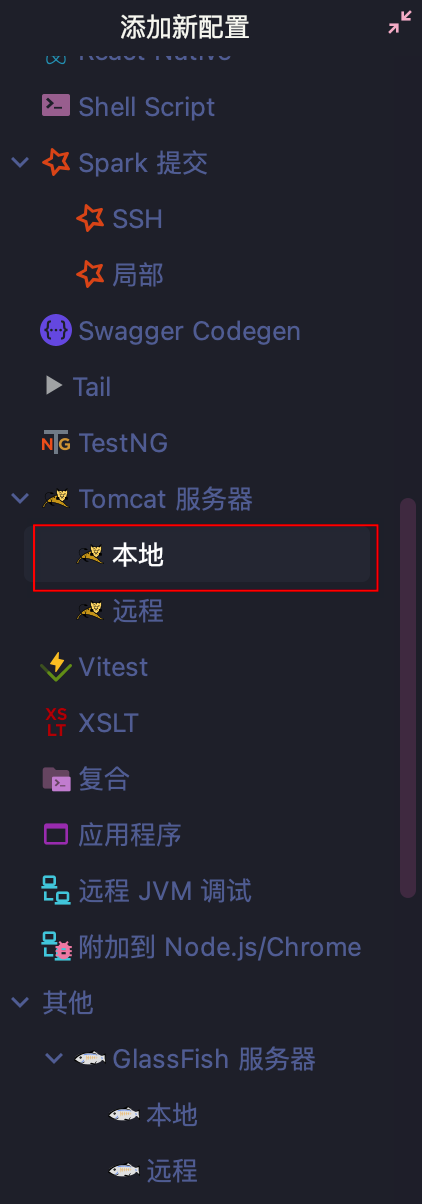 添加新配置
React Native
Shell Script
Spark 提交
SSH
局部
Swagger Codegen
Tail
TestNG
Tomcat 服务器
本地
远程
Vitest
XSLT
复合
应用程序
远程 JVM 调试
附加到 Node.js/Chrome
其他
GlassFish 服务器
本地
远程